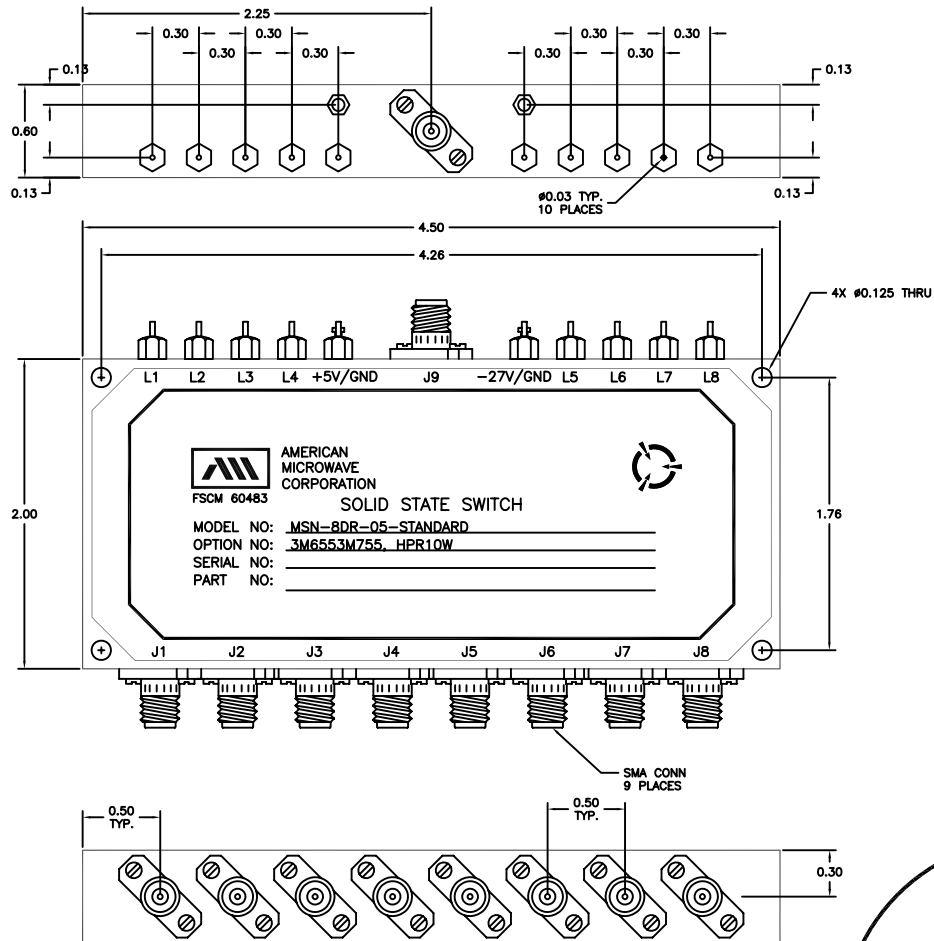 2.25
0.30 0.30
0.30 0.30
0.30
0.30 0.30
0.13
0.13
0.60
0.13
0.13
ø0.03 TYP.
10 PLACES
4.50
4.26
4X ø0.125 THRU
L1 L2 L3 L4 +5V/GND J9 -27V/GND L5 L6 L7 L8
AMERICAN
MICROWAVE
CORPORATION
FSCM 60483
SOLID STATE SWITCH
MODEL NO: MSN-8DR-05-STANDARD
OPTION NO: 3M6553M755, HPR10W
SERIAL NO:
PART NO:
2.00
1.76
J1 J2 J3 J4 J5 J6 J7 J8
SMA CONN
9 PLACES
0.50
TYP.
0.50
TYP.
0.30